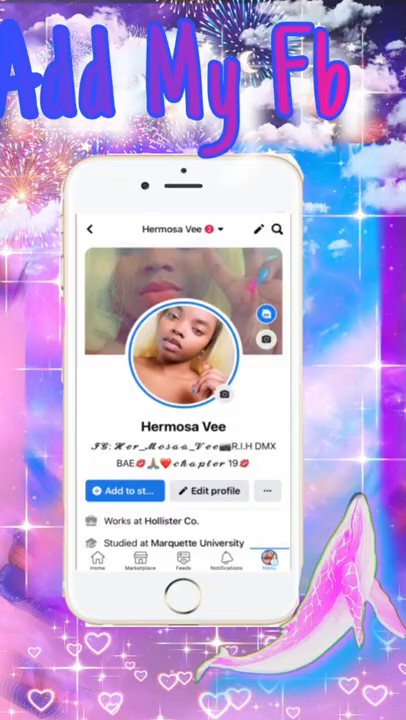 Add My Fb
Hermosa Vee 2
Hermosa Vee
IG: Her_Mosaa_Vee📷R.I.H DMX
BAE💋🙏🏽❤️chapter 19💋
Add to st...
Edit profile
...
Works at Hollister Co.
Studied at Marquette University
Home Marketplace Feeds Notifications Menu